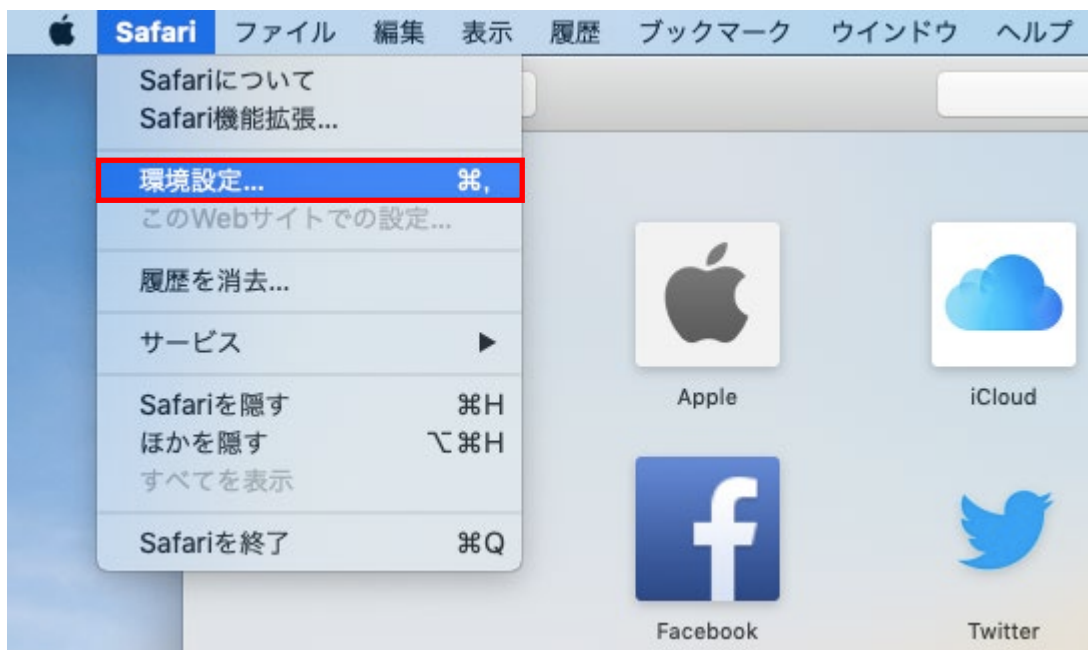 Safari ファイル 編集 表示 履歴 ブックマーク ウインドウ ヘルプ
Safariについて
Safari機能拡張...
環境設定... ⌘,
このWebサイトでの設定...
履歴を消去...
サービス ▶
Safariを隠す ⌘H
ほかを隠す ⌥⌘H
すべてを表示
Safariを終了 ⌘Q
Apple iCloud
Facebook Twitter